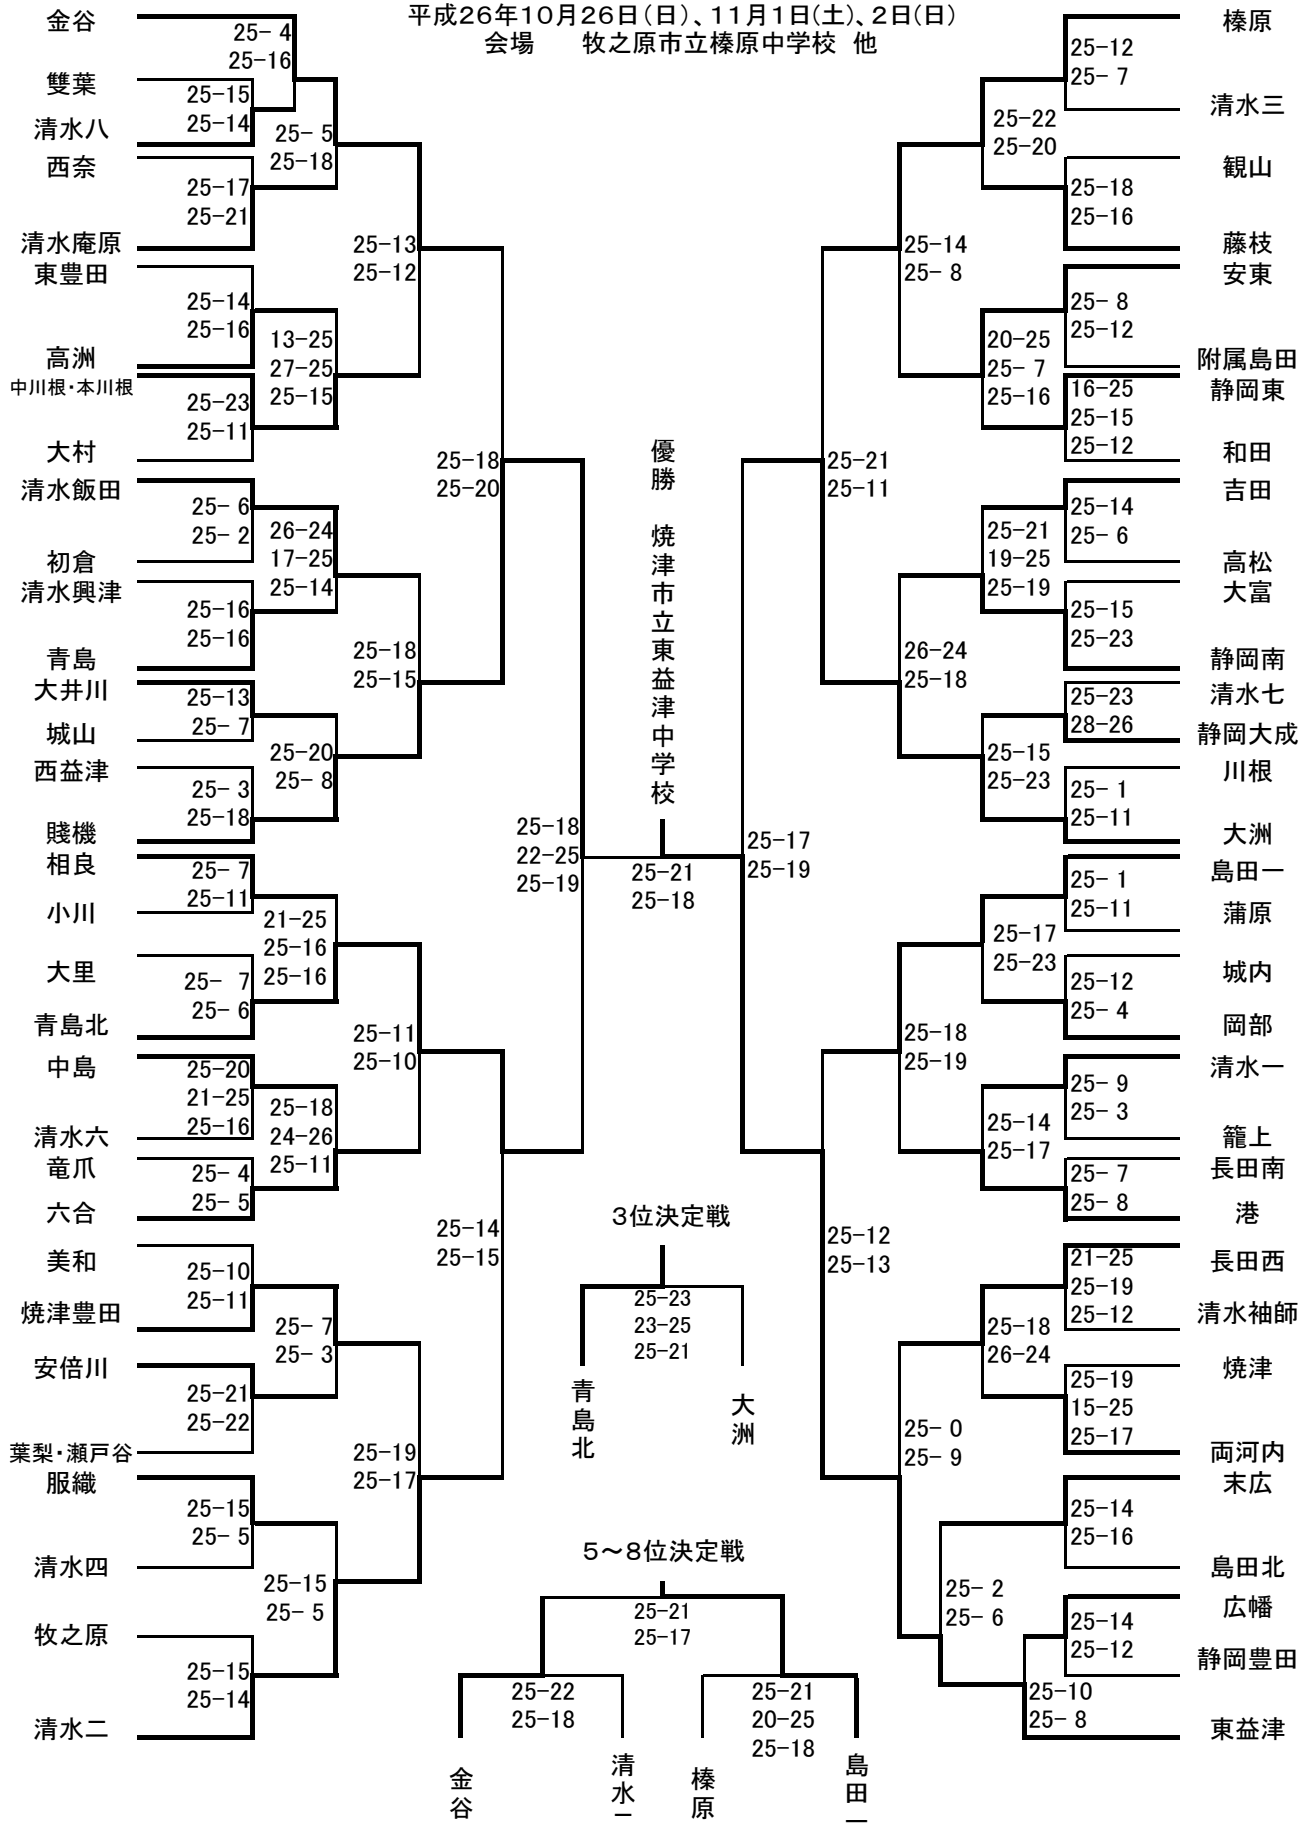 平成26年10月26日(日)、11月1日(土)、2日(日)
会場 牧之原市立榛原中学校 他
金谷
雙葉
清水八
西奈
清水庵原
東豊田
高洲
中川根・本川根
大村
清水飯田
初倉
清水興津
青島
大井川
城山
西益津
賤機
相良
小川
大里
青島北
中島
清水六
竜爪
六合
美和
焼津豊田
安倍川
葉梨・瀬戸谷
服織
清水四
牧之原
清水二
25-15
25-14
25-17
25-21
25-14
25-16
25-23
25-11
25-6
25-2
25-16
25-16
25-13
25-7
25-3
25-18
25-7
25-11
25-7
25-6
25-20
21-25
25-16
25-4
25-5
25-10
25-11
25-21
25-22
25-15
25-5
25-15
25-14
25-4
25-16
25-5
25-18
13-25
27-25
25-15
26-24
17-25
25-14
25-20
25-8
21-25
25-16
25-16
25-18
24-26
25-11
25-7
25-3
25-15
25-5
25-13
25-12
25-18
25-15
25-11
25-10
25-19
25-17
25-18
25-20
25-14
25-15
25-18
22-25
25-19
優勝 焼津市立東益津中学校
25-21
25-18
25-17
25-19
25-21
25-11
25-12
25-13
25-14
25-8
26-24
25-18
25-18
25-19
25-0
25-9
25-22
25-20
20-25
25-7
25-16
25-21
19-25
25-19
25-15
25-23
25-17
25-23
25-14
25-17
25-18
26-24
25-2
25-6
25-10
25-8
25-12
25-7
25-18
25-16
25-8
25-12
16-25
25-15
25-12
25-14
25-6
25-15
25-23
25-23
28-26
25-1
25-11
25-1
25-11
25-12
25-4
25-9
25-3
25-7
25-8
21-25
25-19
25-12
25-19
15-25
25-17
25-14
25-16
25-14
25-12
榛原
清水三
観山
藤枝
安東
附属島田
静岡東
和田
吉田
高松
大富
静岡南
清水七
静岡大成
川根
大洲
島田一
蒲原
城内
岡部
清水一
籠上
長田南
港
長田西
清水袖師
焼津
両河内
末広
島田北
広幡
静岡豊田
東益津
3位決定戦
25-23
23-25
25-21
青島北
大洲
5～8位決定戦
25-21
25-17
25-22
25-18
25-21
20-25
25-18
金谷
清水二
榛原
島田一